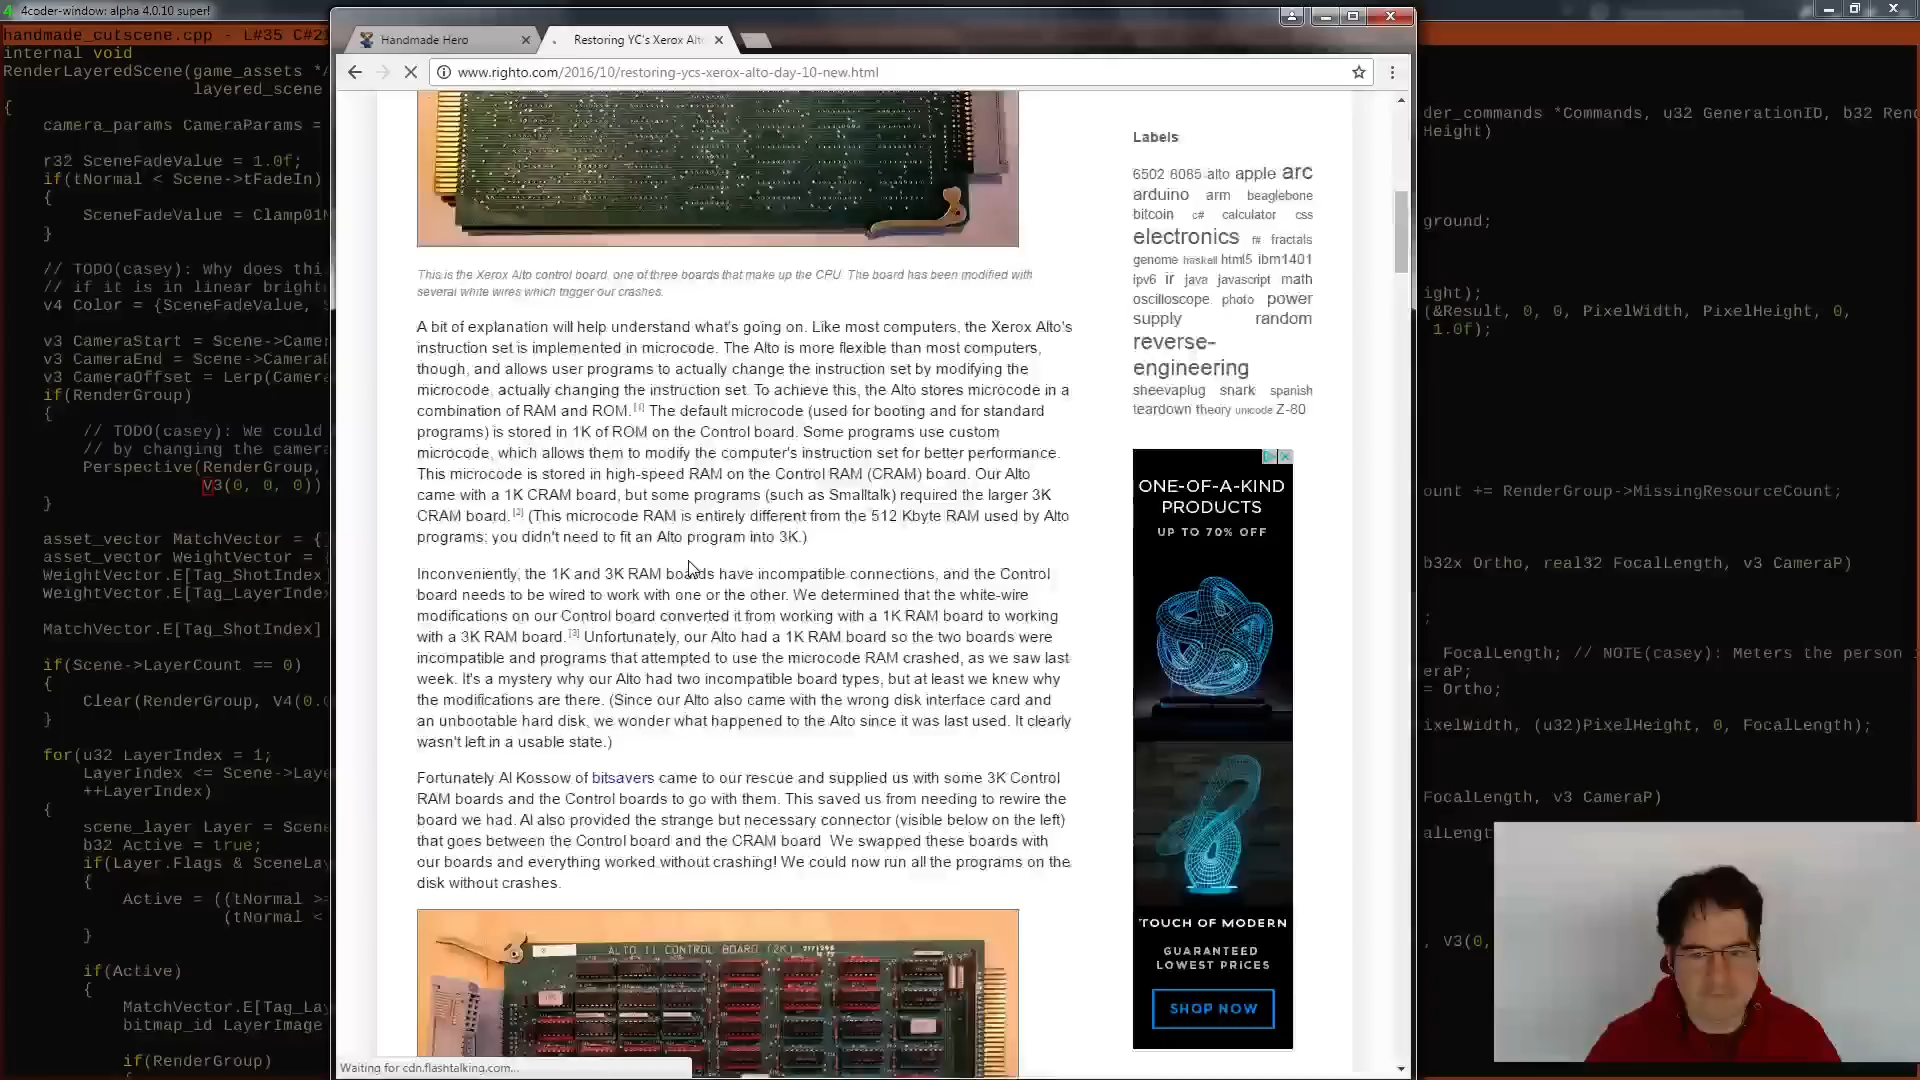 4coder-window: alpha 4.0.10 super!
handmade_cutscene.cpp - L#35 C#2
internal void
RenderLayeredScene(game_assets *
layered_scene
{
camera_params CameraParams =
r32 SceneFadeValue = 1.0f;
if(tNormal < Scene->tFadeIn)
{
SceneFadeValue = Clamp01
}
// TODO(casey): Why does thi
// if it is in linear bright
v4 Color = {SceneFadeValue,
v3 CameraStart = Scene->Came
v3 CameraEnd = Scene->Camera
v3 CameraOffset = Lerp(Camer
if(RenderGroup)
{
// TODO(casey): We could
// by changing the camera
Perspective(RenderGroup,
V3(0, 0, 0))
}
asset_vector MatchVector = {
asset_vector WeightVector =
WeightVector.E[Tag_ShotIndex
WeightVector.E[Tag_LayerInde
MatchVector.E[Tag_ShotIndex]
if(Scene->LayerCount == 0)
{
Clear(RenderGroup, V4(0.
}
for(u32 LayerIndex = 1;
LayerIndex <= Scene->Laye
++LayerIndex)
{
scene_layer Layer = Scene
b32 Active = true;
if(Layer.Flags & SceneLay
{
Active = ((tNormal >
(tNormal <
}
if(Active)
{
MatchVector.E[Tag_Lay
bitmap_id LayerImage
if(RenderGroup)
Handmade Hero
Restoring YC's Xerox Alt
www.righto.com/2016/10/restoring-ycs-xerox-alto-day-10-new.html
This is the Xerox Alto control board, one of three boards that make up the CPU. The board has been modified with
several white wires which trigger our crashes.
A bit of explanation will help understand what's going on. Like most computers, the Xerox Alto's
instruction set is implemented in microcode. The Alto is more flexible than most computers,
though, and allows user programs to actually change the instruction set by modifying the
microcode, actually changing the instruction set. To achieve this, the Alto stores microcode in a
combination of RAM and ROM.[1] The default microcode (used for booting and for standard
programs) is stored in 1K of ROM on the Control board. Some programs use custom
microcode, which allows them to modify the computer's instruction set for better performance.
This microcode is stored in high-speed RAM on the Control RAM (CRAM) board. Our Alto
came with a 1K CRAM board, but some programs (such as Smalltalk) required the larger 3K
CRAM board.[2] (This microcode RAM is entirely different from the 512 Kbyte RAM used by Alto
programs; you didn't need to fit an Alto program into 3K.)
Inconveniently, the 1K and 3K RAM boards have incompatible connections, and the Control
board needs to be wired to work with one or the other. We determined that the white-wire
modifications on our Control board converted it from working with a 1K RAM board to working
with a 3K RAM board.[3] Unfortunately, our Alto had a 1K RAM board so the two boards were
incompatible and programs that attempted to use the microcode RAM crashed, as we saw last
week. It's a mystery why our Alto had two incompatible board types, but at least we knew why
the modifications are there. (Since our Alto also came with the wrong disk interface card and
an unbootable hard disk, we wonder what happened to the Alto since it was last used. It clearly
wasn't left in a usable state.)
Fortunately Al Kossow of bitsavers came to our rescue and supplied us with some 3K Control
RAM boards and the Control boards to go with them. This saved us from needing to rewire the
board we had. Al also provided the strange but necessary connector (visible below on the left)
that goes between the Control board and the CRAM board. We swapped these boards with
our boards and everything worked without crashing! We could now run all the programs on the
disk without crashes.
ALTO II CONTROL BOARD (2K)
Waiting for cdn.flashtalking.com...
Labels
6502 8085 alto apple arc
arduino arm beaglebone
bitcoin c# calculator css
electronics f# fractals
genome haskell html5 ibm1401
ipv6 ir java javascript math
oscilloscope photo power
supply random
reverse-
engineering
sheevaplug snark spanish
teardown theory unicode Z-80
ONE-OF-A-KIND
PRODUCTS
UP TO 70% OFF
TOUCH OF MODERN
GUARANTEED
LOWEST PRICES
SHOP NOW
der_commands *Commands, u32 GenerationID, b32 Ren
Height)
ground;
ight);
(&Result, 0, 0, PixelWidth, PixelHeight, 0,
1.0f);
ount += RenderGroup->MissingResourceCount;
b32x Ortho, real32 FocalLength, v3 CameraP)
;
FocalLength; // NOTE(casey): Meters the person
eraP;
= Ortho;
ixelWidth, (u32)PixelHeight, 0, FocalLength);
FocalLength, v3 CameraP)
alLengt
, V3(0,